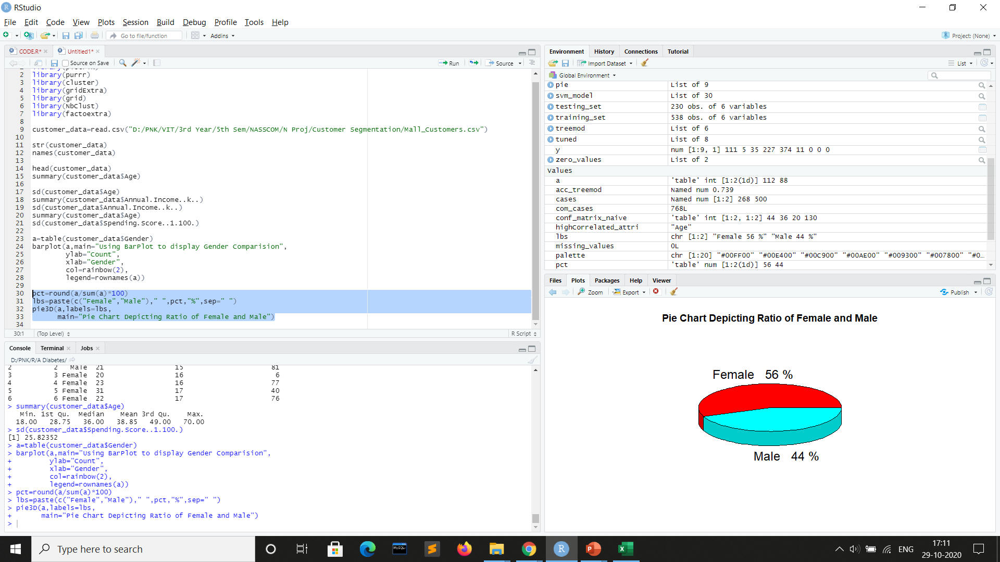 RStudio
File Edit Code View Plots Session Build Debug Profile Tools Help
Go to file/function Addins Project: (None)
CODE.R* Untitled1*
Source on Save Run Source
2 library(purrr)
3 library(cluster)
4 library(gridExtra)
5 library(grid)
6 library(NbClust)
7 library(factoextra)
8
9 customer_data=read.csv("D:/PNK/VIT/3rd Year/5th Sem/NASSCOM/N Proj/Customer Segmentation/Mall_Customers.csv")
10
11 str(customer_data)
12 names(customer_data)
13
14 head(customer_data)
15 summary(customer_data$Age)
16
17 sd(customer_data$Age)
18 summary(customer_data$Annual.Income..k..)
19 sd(customer_data$Annual.Income..k..)
20 summary(customer_data$Age)
21 sd(customer_data$Spending.Score..1.100.)
22
23 a=table(customer_data$Gender)
24 barplot(a,main="Using BarPlot to display Gender Comparision",
25 ylab="Count",
26 xlab="Gender",
27 col=rainbow(2),
28 legend=rownames(a))
29
30 pct=round(a/sum(a)*100)
31 lbs=paste(c("Female","Male")," ",pct,"%",sep=" ")
32 pie3D(a,labels=lbs,
33 main="Pie Chart Depicting Ratio of Female and Male")
34
30:1 (Top Level) R Script
Console Terminal Jobs
D:/PNK/R/A Diabetes/
2 2 Male 21 15 81
3 3 Female 20 16 6
4 4 Female 23 16 77
5 5 Female 31 17 40
6 6 Female 22 17 76
> summary(customer_data$Age)
Min. 1st Qu. Median Mean 3rd Qu. Max.
18.00 28.75 36.00 38.85 49.00 70.00
> sd(customer_data$Spending.Score..1.100.)
[1] 25.82352
> a=table(customer_data$Gender)
> barplot(a,main="Using BarPlot to display Gender Comparision",
+ ylab="Count",
+ xlab="Gender",
+ col=rainbow(2),
+ legend=rownames(a))
> pct=round(a/sum(a)*100)
> lbs=paste(c("Female","Male")," ",pct,"%",sep=" ")
> pie3D(a,labels=lbs,
+ main="Pie Chart Depicting Ratio of Female and Male")
>
Environment History Connections Tutorial
Import Dataset List
Global Environment
pie List of 9
svm_model List of 30
testing_set 230 obs. of 6 variables
training_set 538 obs. of 6 variables
treemod List of 6
tuned List of 8
y num [1:9, 1] 111 5 35 227 374 11 0 0 0
zero_values List of 2
Values
a 'table' int [1:2(1d)] 112 88
acc_treemod Named num 0.739
cases Named num [1:2] 268 500
com_cases 768L
conf_matrix_naive 'table' int [1:2, 1:2] 44 36 20 130
highCorrelated_attri "Age"
lbs chr [1:2] "Female 56 %" "Male 44 %"
missing_values 0L
palette chr [1:20] "#00FF00" "#00E400" "#00C900" "#00AE00" "#009300" "#007800" "#0...
pct 'table' num [1:2(1d)] 56 44
Files Plots Packages Help Viewer
Zoom Export Publish
Pie Chart Depicting Ratio of Female and Male
Female 56 %
Male 44 %
Type here to search
MySQL
ENG
17:11
29-10-2020